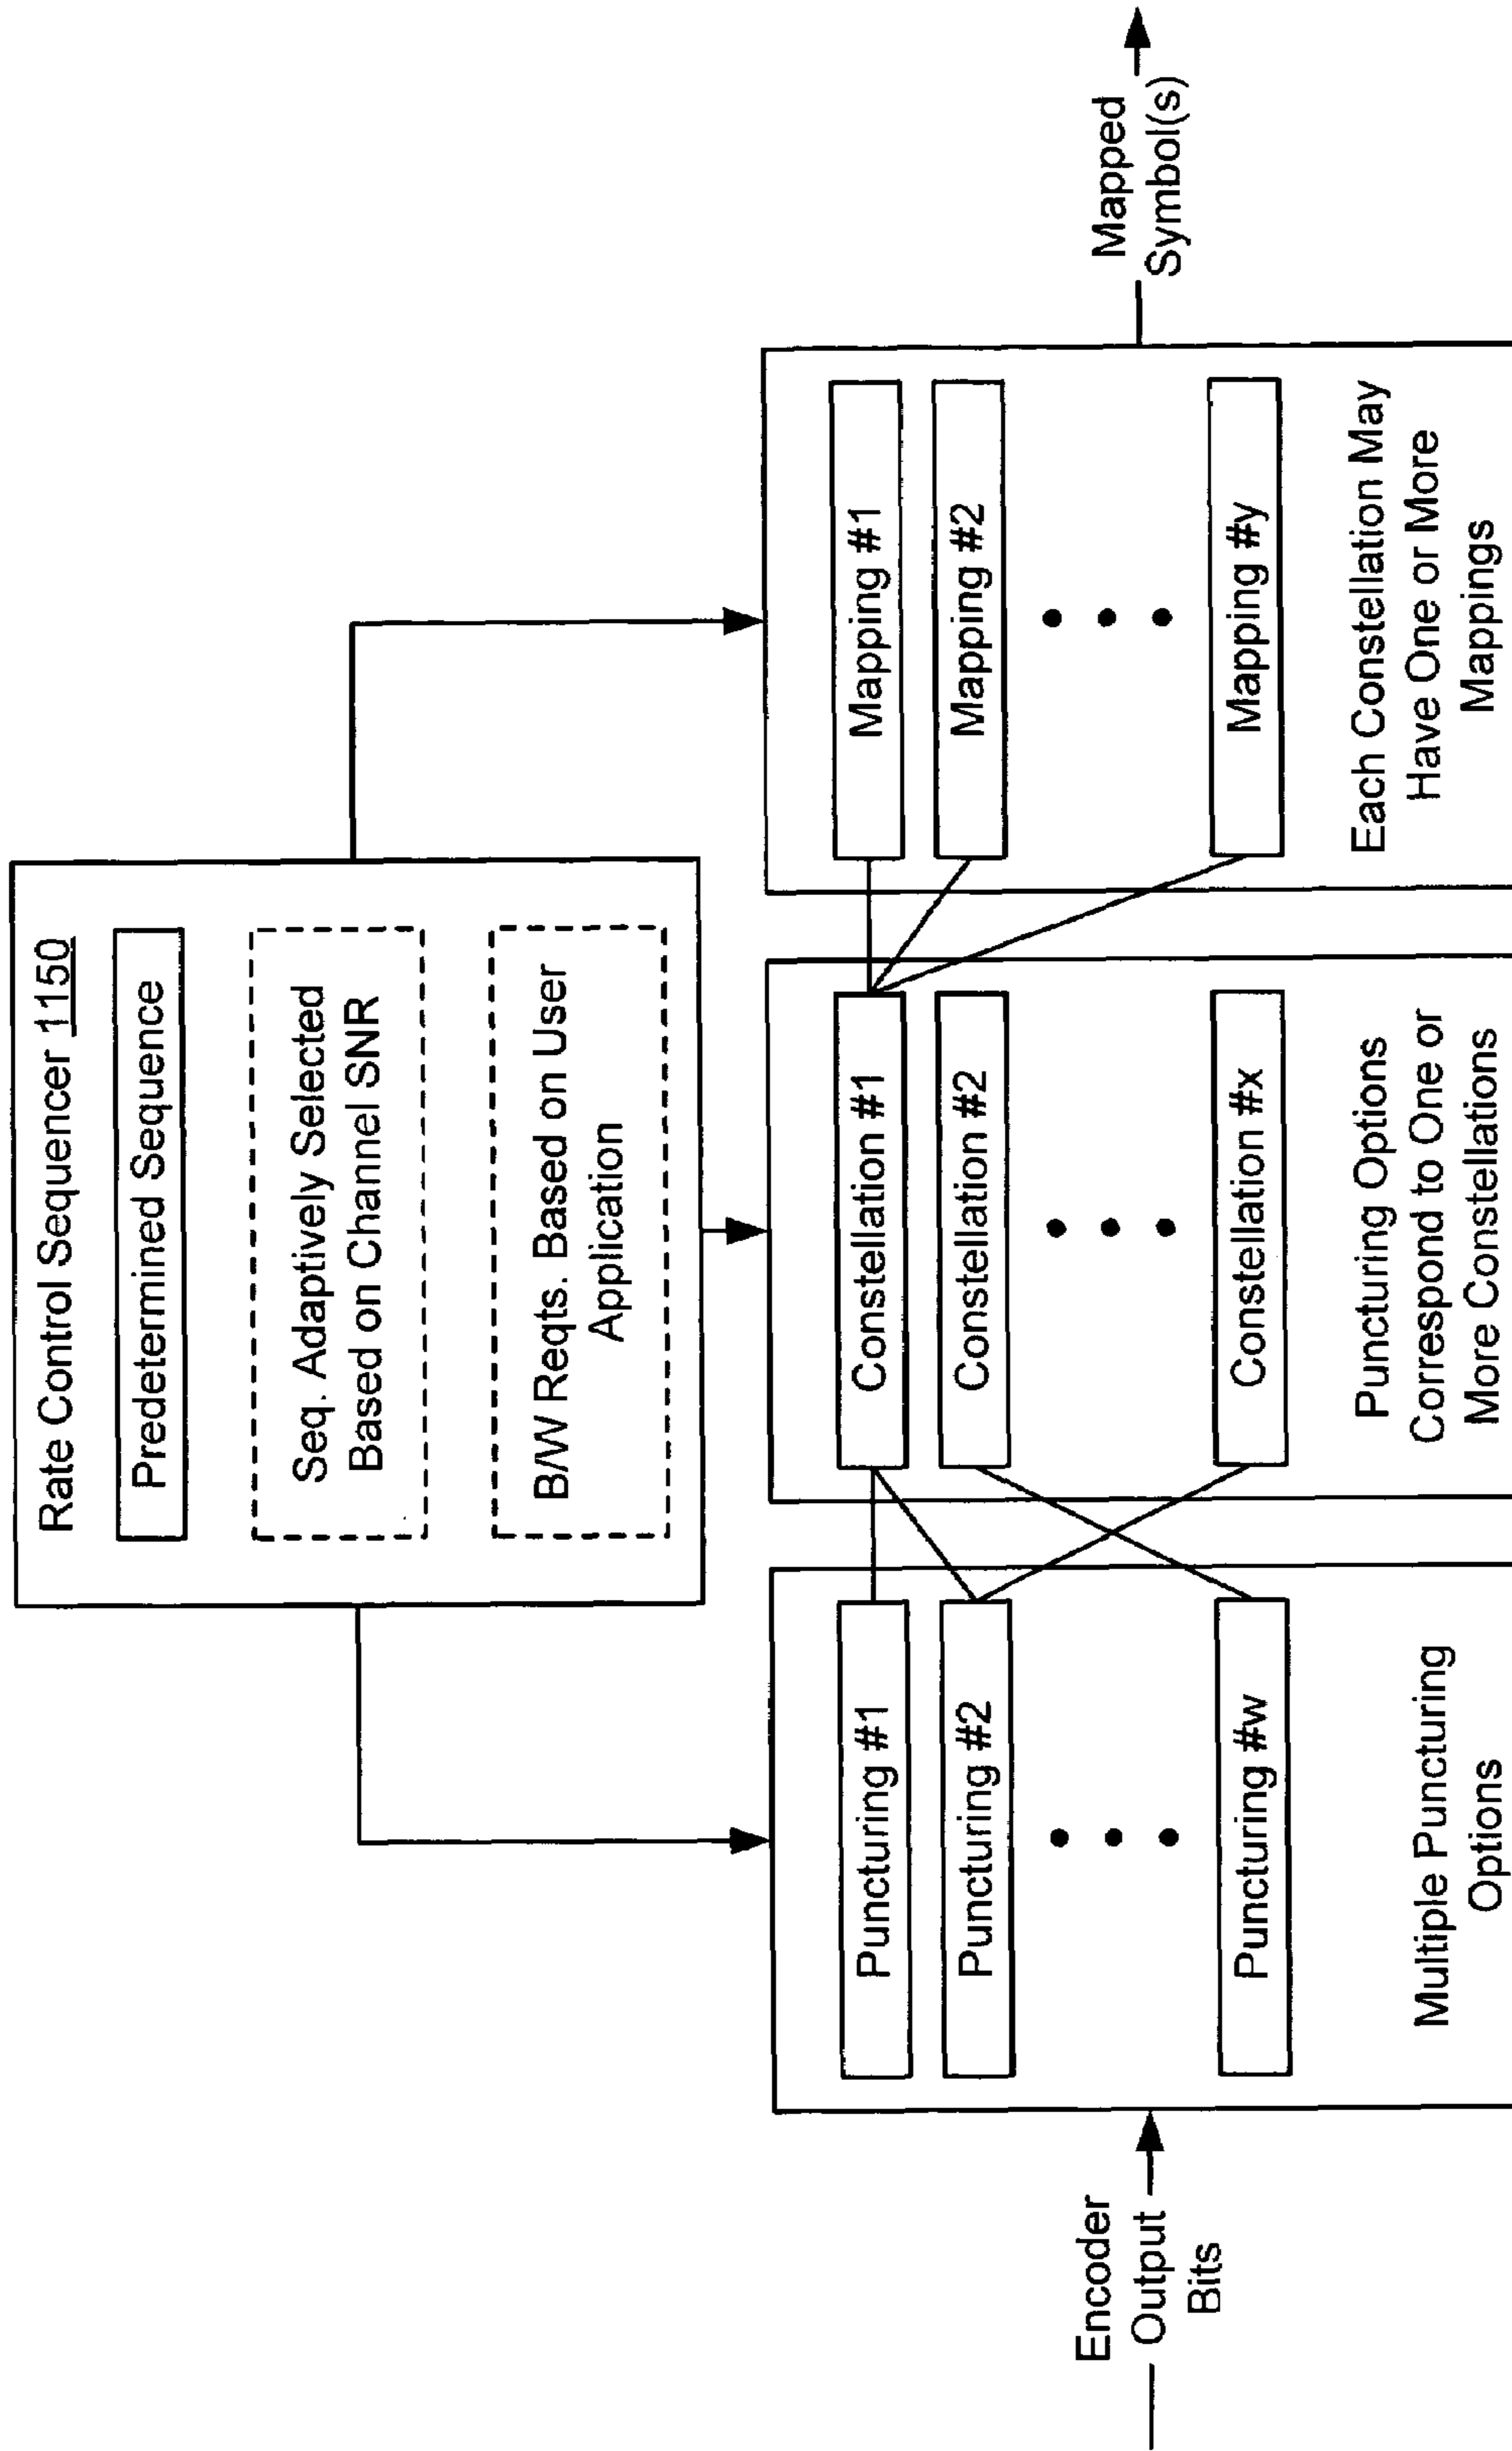 Rate Control Sequencer 1150
Predetermined Sequence
Seq. Adaptively Selected
Based on Channel SNR
B/W Reqts. Based on User
Application
Encoder
Output
Bits
Puncturing #1
Puncturing #2
Puncturing #w
Multiple Puncturing
Options
Constellation #1
Constellation #2
Constellation #x
Puncturing Options
Correspond to One or
More Constellations
Mapping #1
Mapping #2
Mapping #y
Each Constellation May
Have One or More
Mappings
Mapped
Symbol(s)